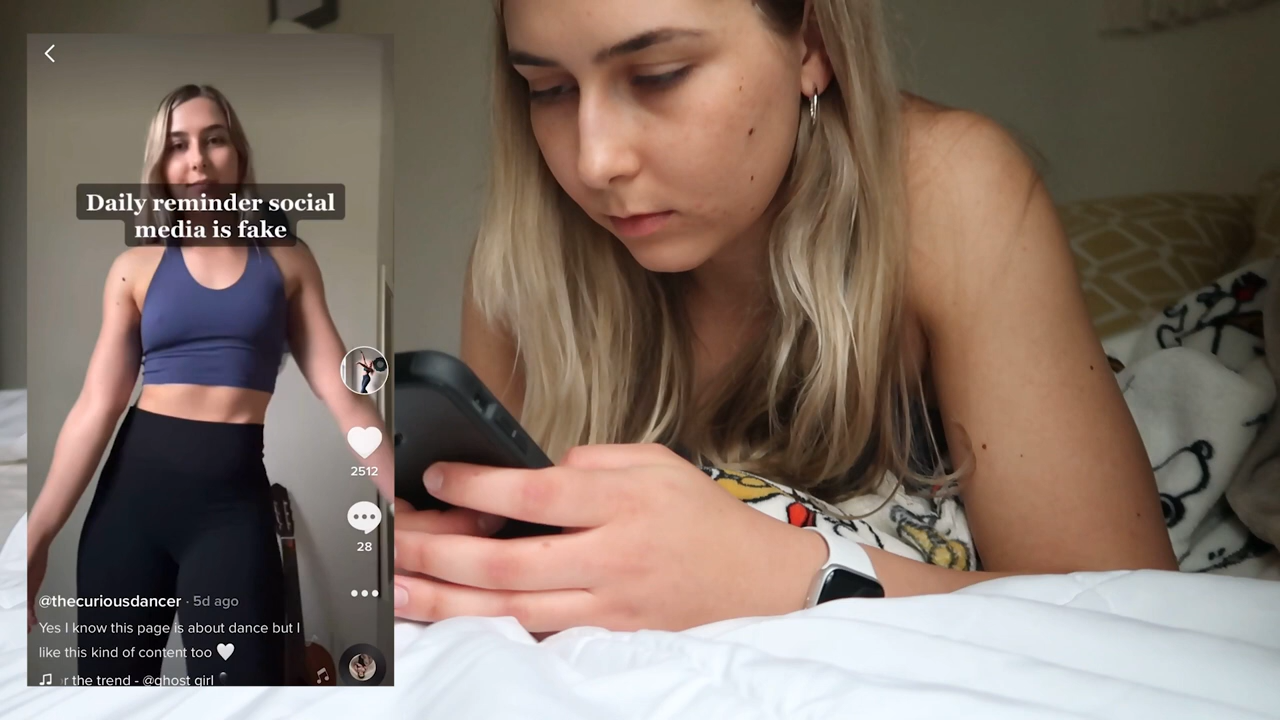 Daily reminder social
media is fake
2512
28
@thecuriousdancer · 5d ago
Yes I know this page is about dance but I
like this kind of content too 🤍
r the trend - @ghost girl